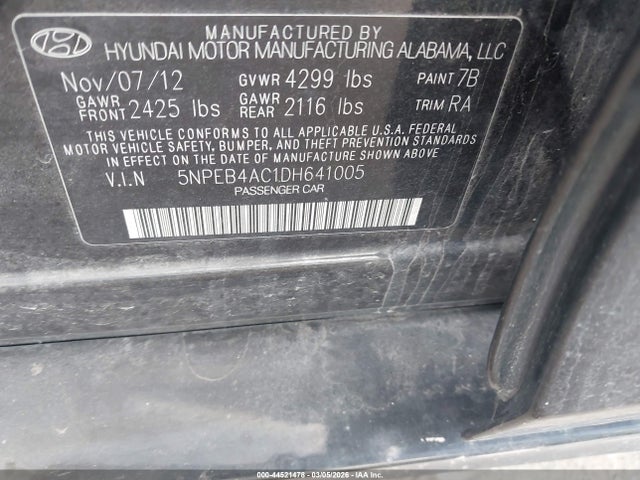 MANUFACTURED BY
HYUNDAI MOTOR MANUFACTURING ALABAMA, LLC
Nov/07/12 GVWR 4299 lbs PAINT 7B
GAWR FRONT 2425 lbs GAWR REAR 2116 lbs TRIM RA
THIS VEHICLE CONFORMS TO ALL APPLICABLE U.S.A. FEDERAL
MOTOR VEHICLE SAFETY, BUMPER, AND THEFT PREVENTION STANDARDS
IN EFFECT ON THE DATE OF MANUFACTURE SHOWN ABOVE.
V.I.N 5NPEB4AC1DH641005
PASSENGER CAR
000-44521476 - 03/05/2026 - IAA Inc.